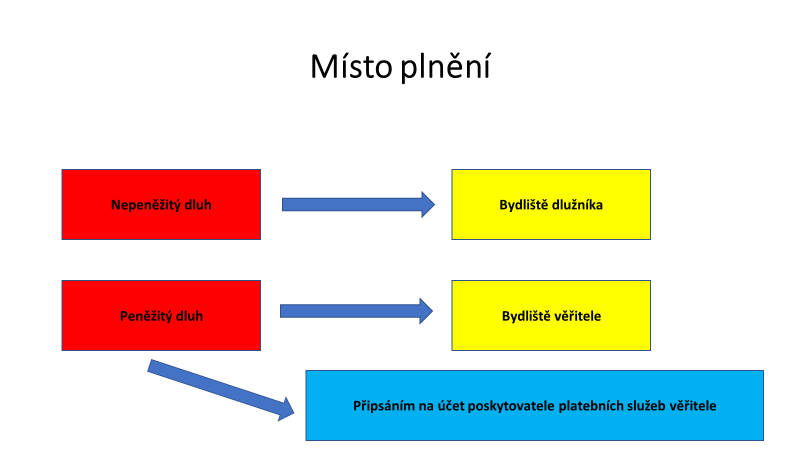 Místo plnění
Nepeněžitý dluh
Bydliště dlužníka
Peněžitý dluh
Bydliště věřitele
Připsáním na účet poskytovatele platebních služeb věřitele